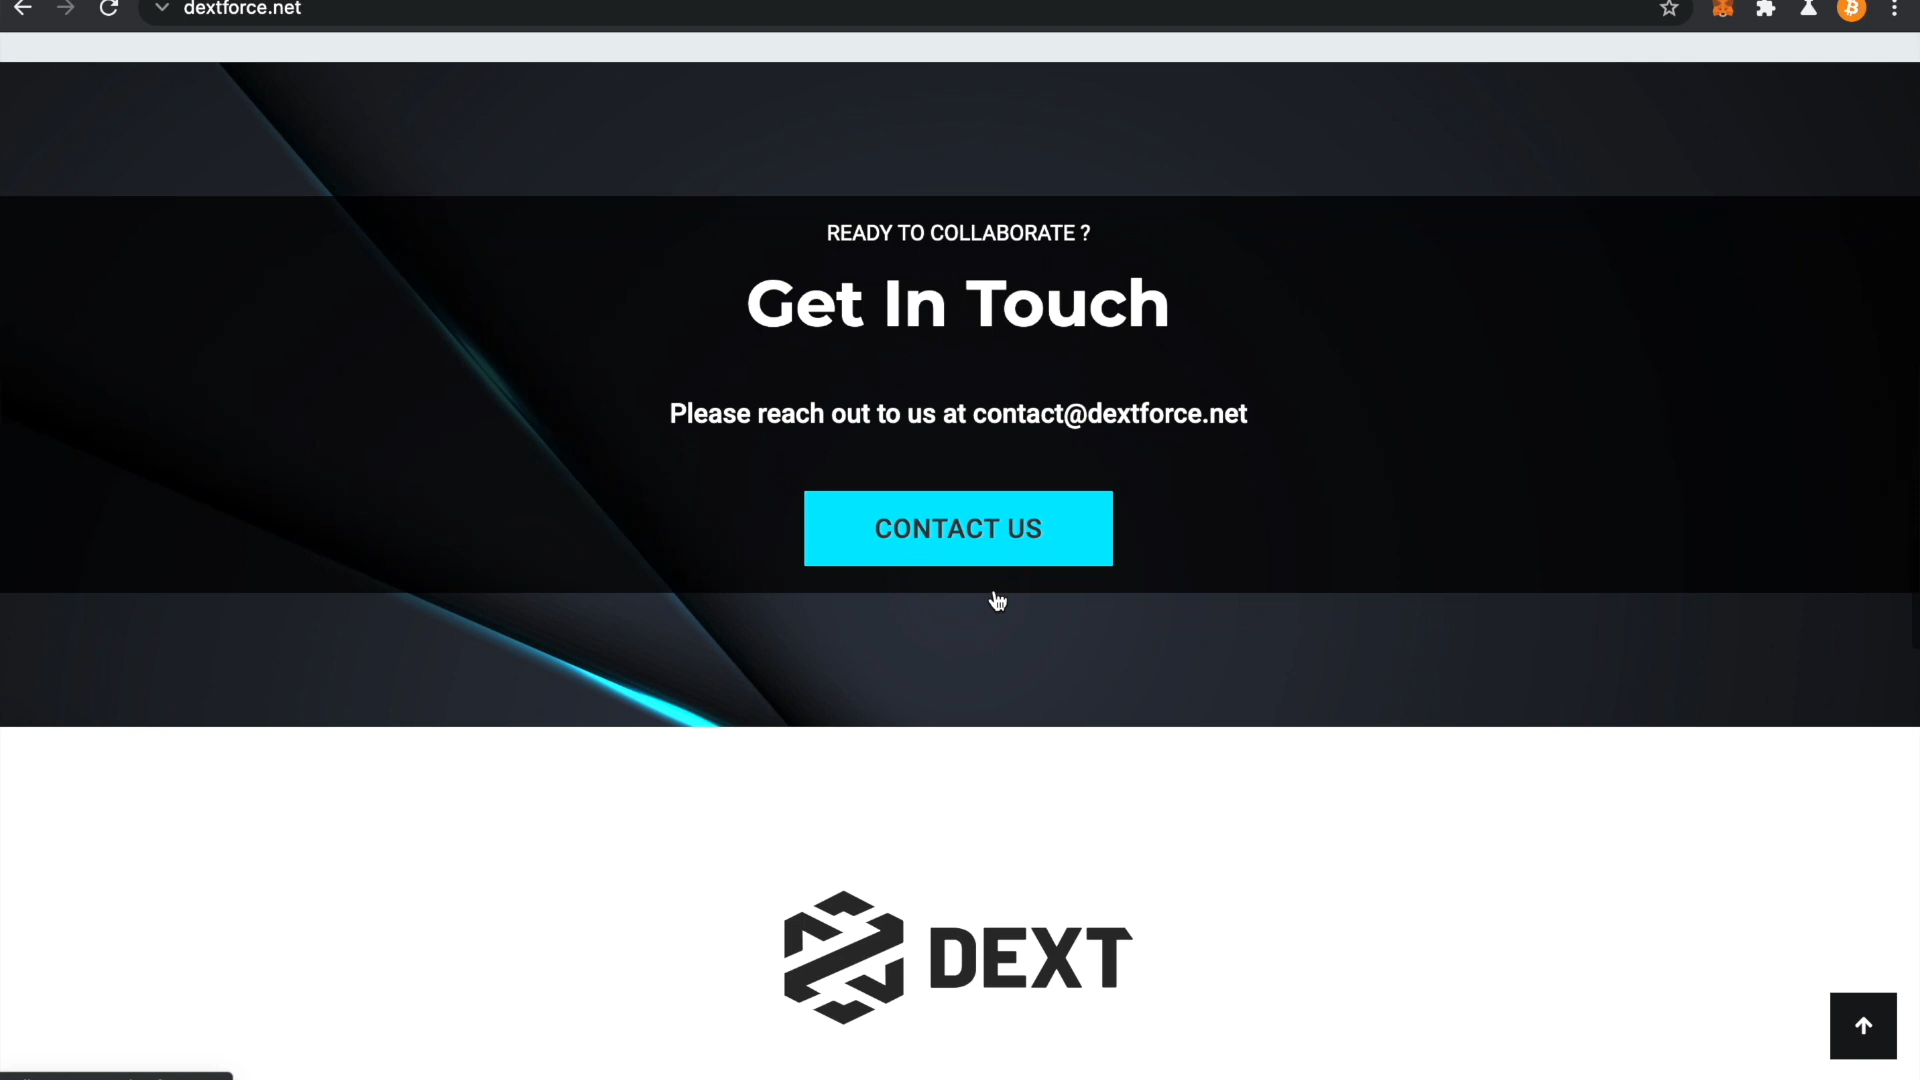 dextforce.net
READY TO COLLABORATE ?
Get In Touch
Please reach out to us at contact@dextforce.net
CONTACT US
DEXT